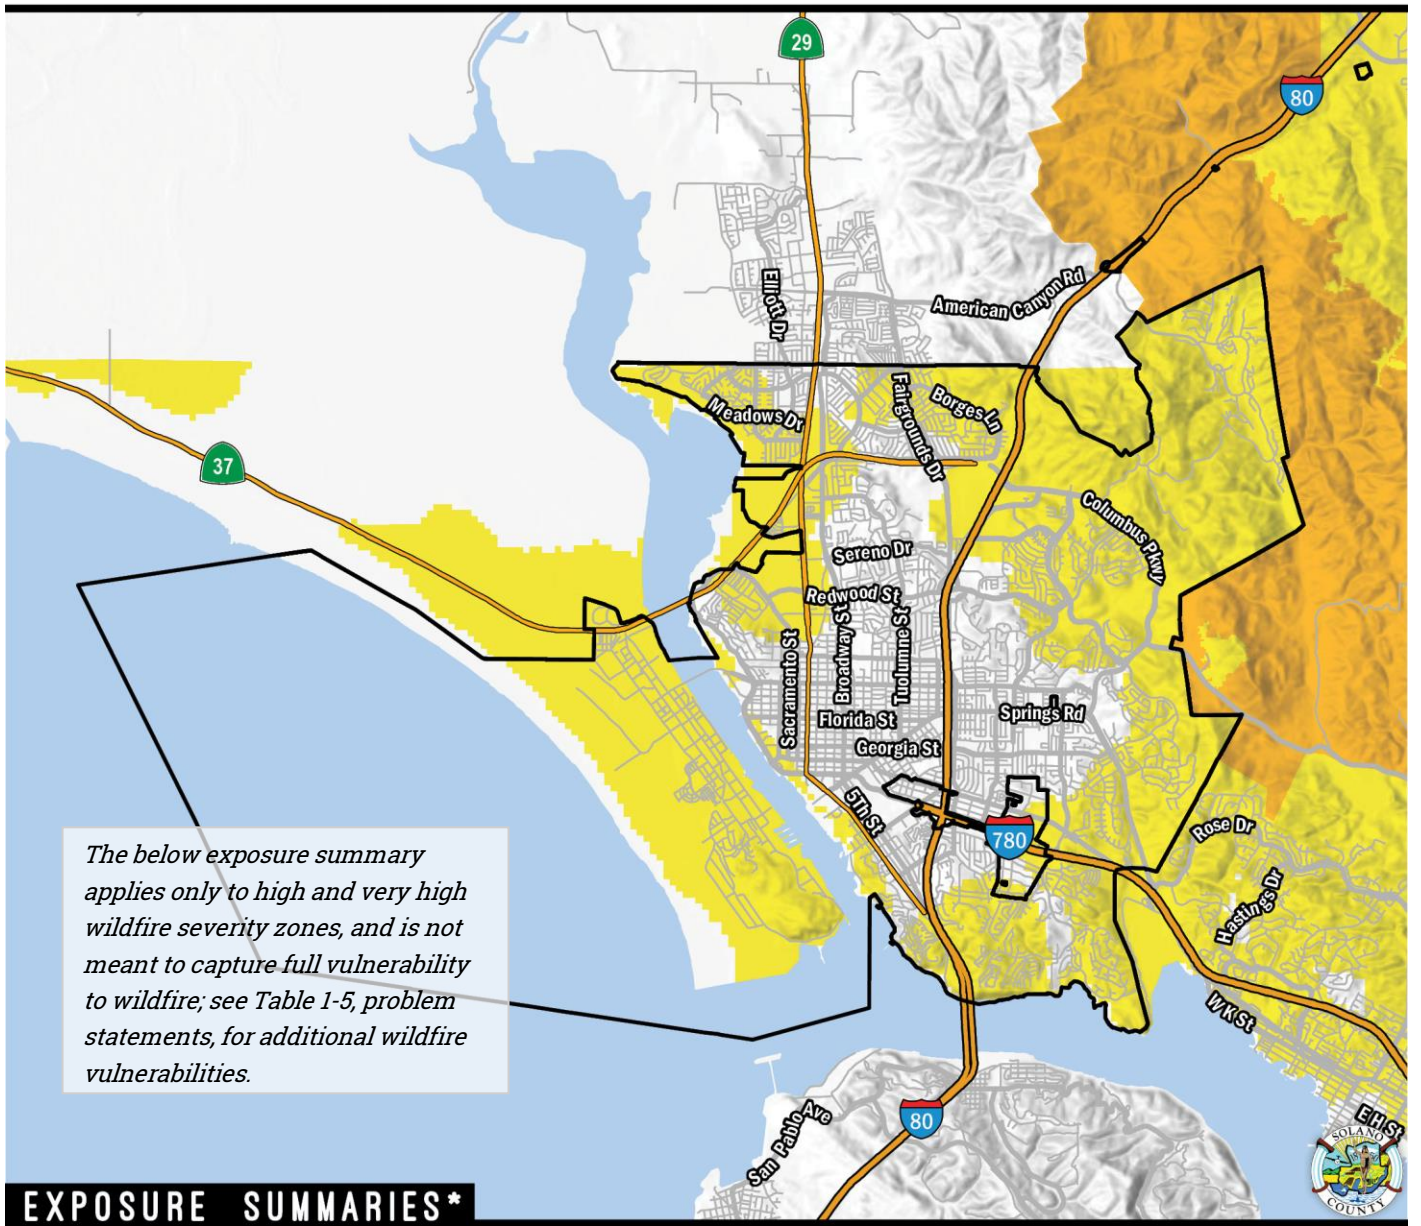 29
80
Elliott Dr
American Canyon Rd
Meadows Dr
Fairgrounds Dr
Borges Ln
37
Columbus Pkwy
Sereno Dr
Redwood St
Sacramento St
Broadway St
Tuolumne St
Florida St
Springs Rd
Georgia St
5Th St
780
Rose Dr
Hastings Dr
The below exposure summary
applies only to high and very high
wildfire severity zones, and is not
meant to capture full vulnerability
to wildfire; see Table 1-5, problem
statements, for additional wildfire
vulnerabilities.
W K St
80
San Pablo Ave
E H St
SOLANO
COUNTY
EXPOSURE SUMMARIES*